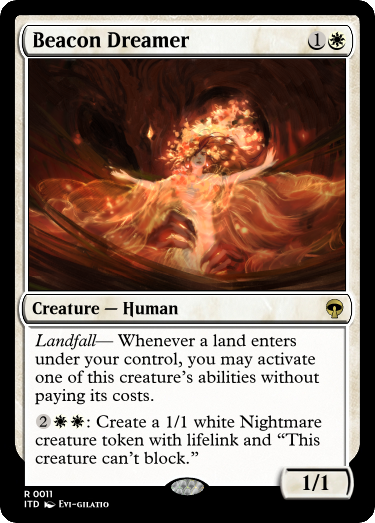 Beacon Dreamer 1
Creature — Human
Landfall— Whenever a land enters
under your control, you may activate
one of this creature's abilities without
paying its costs.
2: Create a 1/1 white Nightmare
creature token with lifelink and “This
creature can't block.”
1/1
R 0011
ITD Evi-gilatio